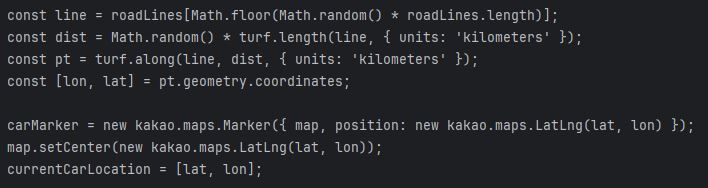 const line = roadLines[Math.floor(Math.random() * roadLines.length)];
const dist = Math.random() * turf.length(line, { units: 'kilometers' });
const pt = turf.along(line, dist, { units: 'kilometers' });
const [lon, lat] = pt.geometry.coordinates;
carMarker = new kakao.maps.Marker({ map, position: new kakao.maps.LatLng(lat, lon) });
map.setCenter(new kakao.maps.LatLng(lat, lon));
currentCarLocation = [lat, lon];